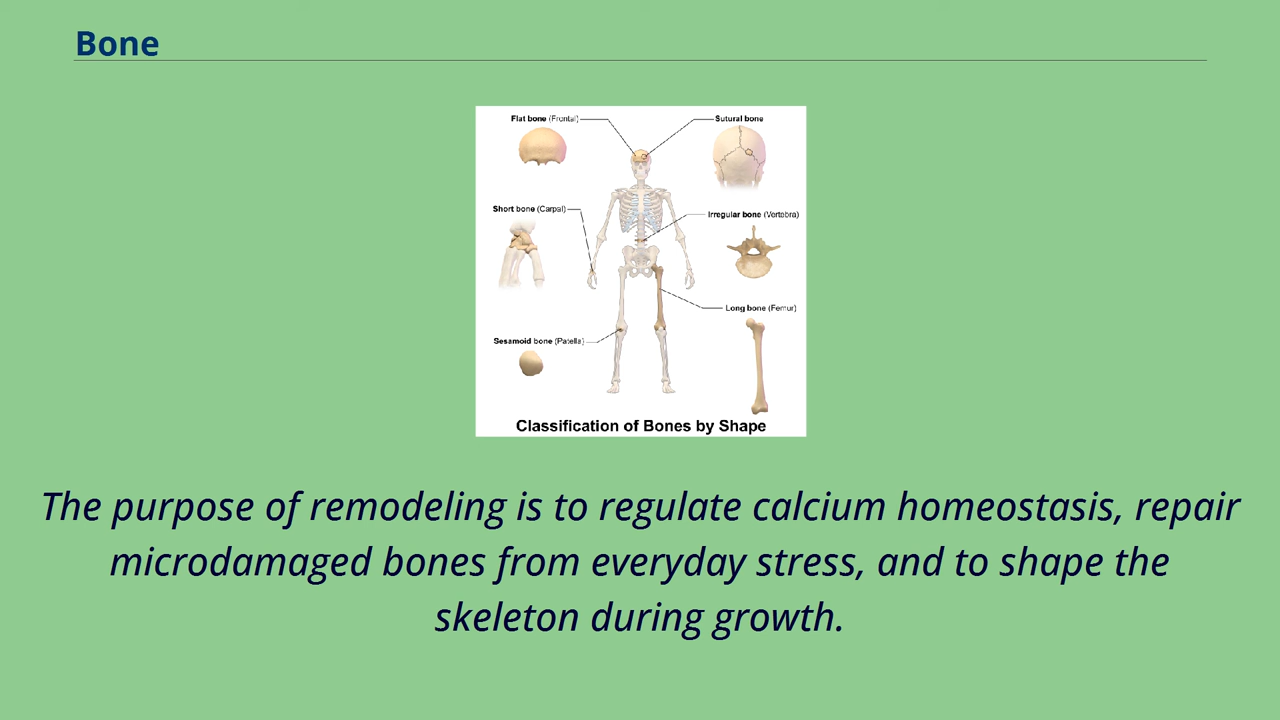 Bone
Flat bone (Frontal)
Sutural bone
Short bone (Carpal)
Irregular bone (Vertebra)
Long bone (Femur)
Sesamoid bone (Patella)
Classification of Bones by Shape
The purpose of remodeling is to regulate calcium homeostasis, repair
microdamaged bones from everyday stress, and to shape the
skeleton during growth.